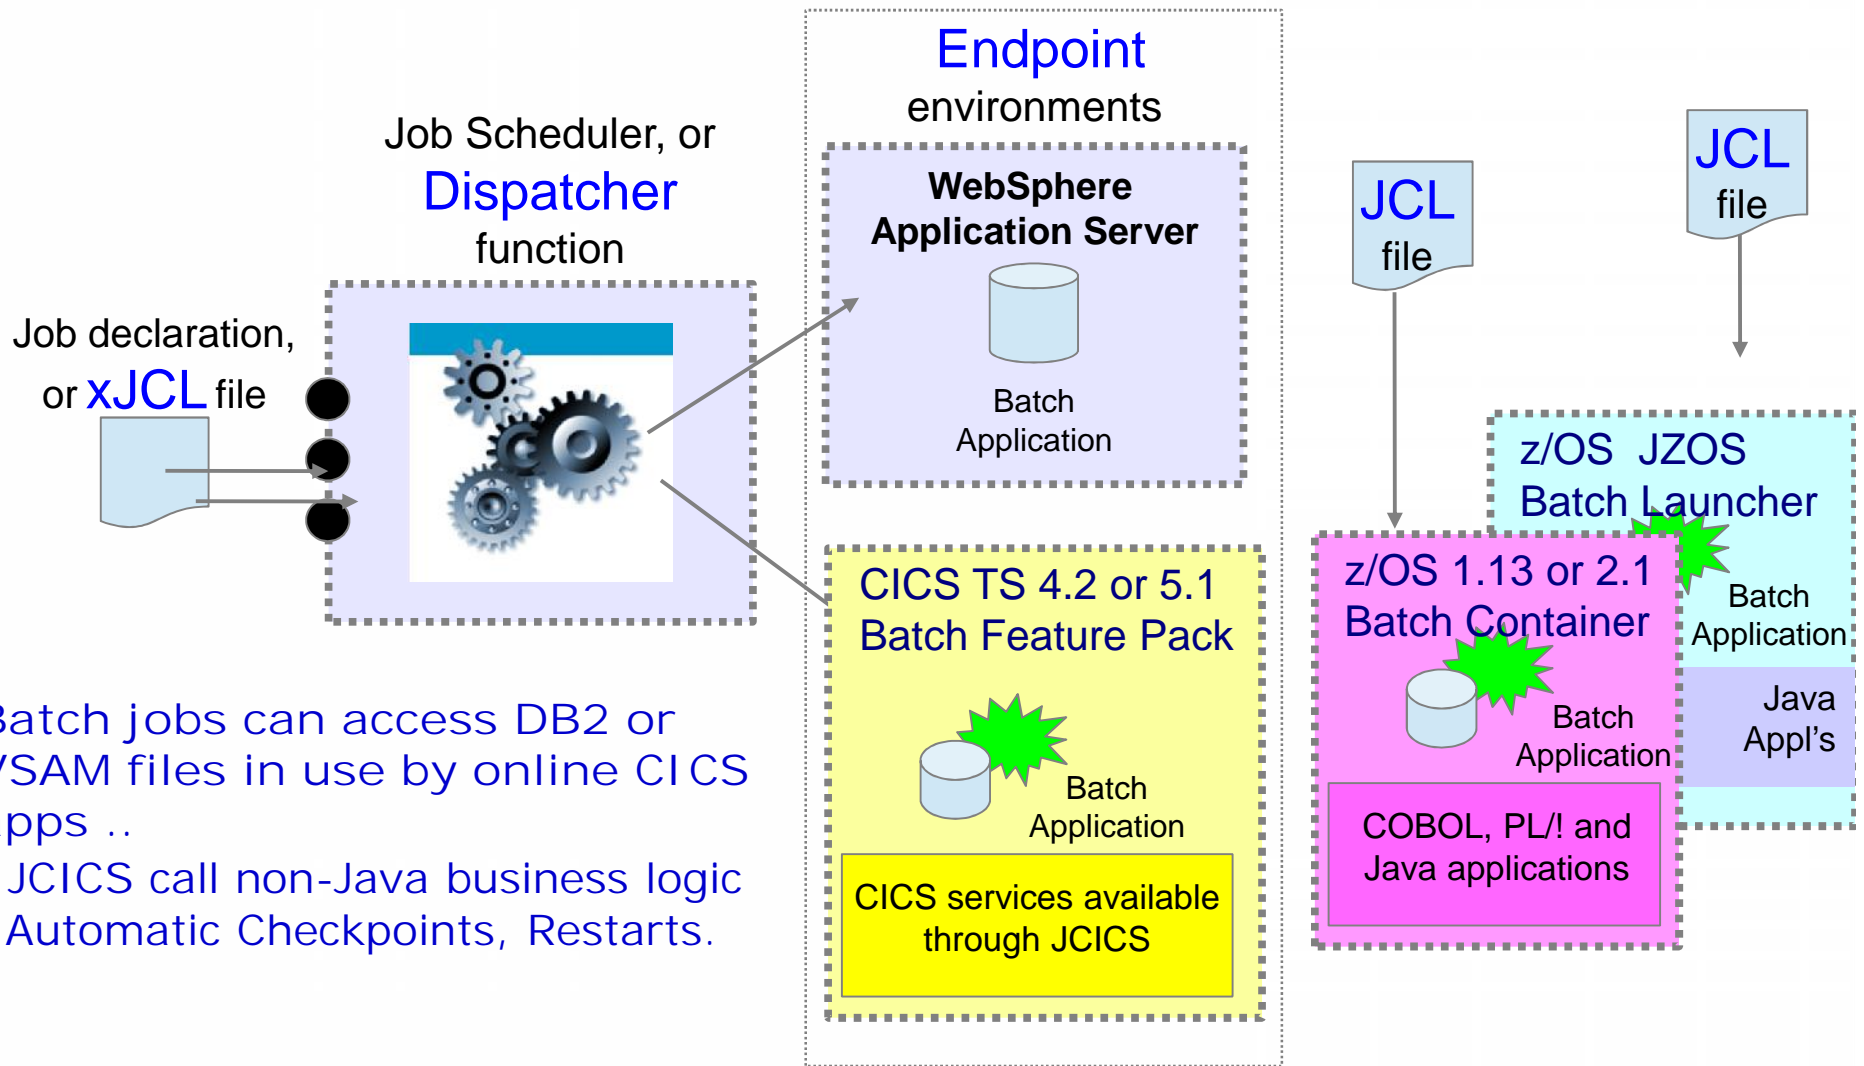 Endpoint
environments
Job Scheduler, or
Dispatcher
function
Job declaration,
or xJCL file
WebSphere
Application Server
Batch
Application
CICS TS 4.2 or 5.1
Batch Feature Pack
Batch
Application
CICS services available
through JCICS
JCL
file
JCL
file
z/OS JZOS
Batch Launcher
Batch
Application
Java
Appl's
z/OS 1.13 or 2.1
Batch Container
Batch
Application
COBOL, PL/! and
Java applications
Batch jobs can access DB2 or
VSAM files in use by online CICS
pps ..
JCICS call non-Java business logic
Automatic Checkpoints, Restarts.